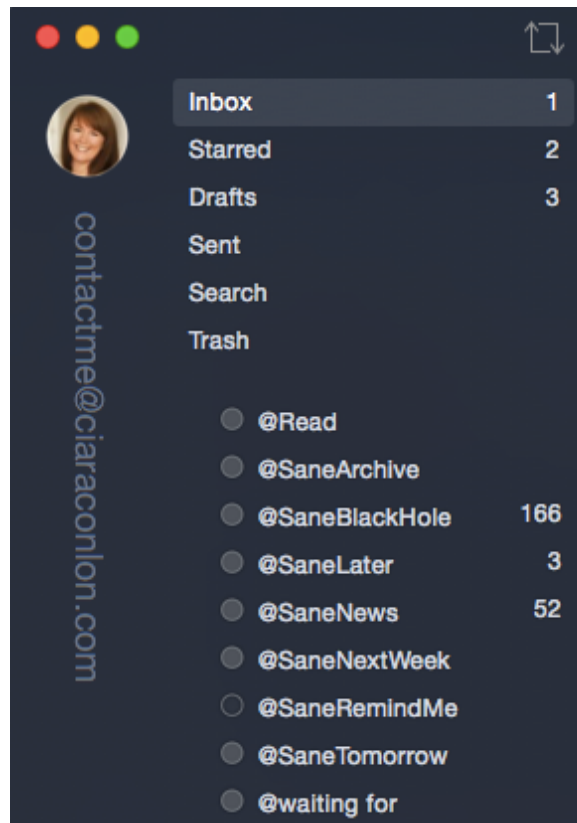 Inbox 1
Starred 2
Drafts 3
Sent
Search
Trash
contactme@ciaraconlon.com
@Read
@SaneArchive
@SaneBlackHole 166
@SaneLater 3
@SaneNews 52
@SaneNextWeek
@SaneRemindMe
@SaneTomorrow
@waiting for